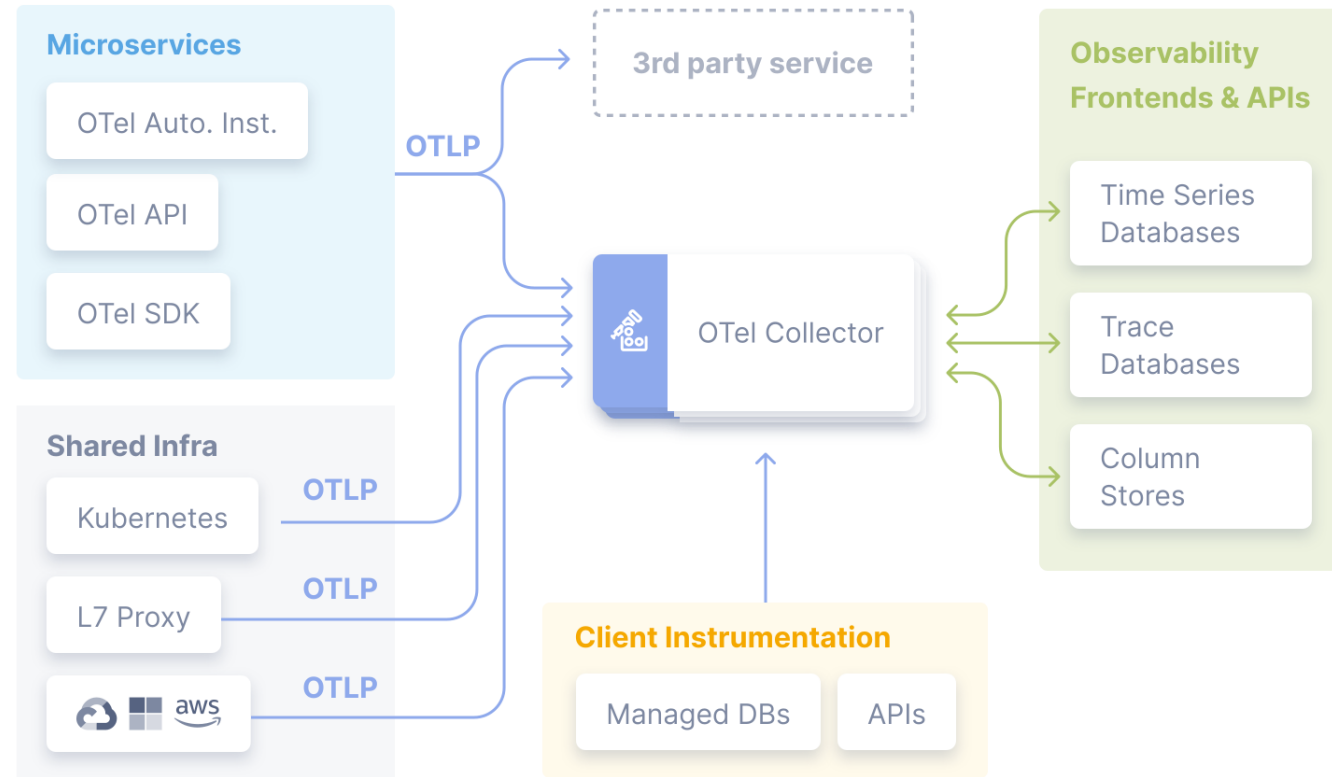 Microservices
OTel Auto. Inst.
OTel API
OTel SDK
OTLP
3rd party service
OTel Collector
Observability
Frontends & APIs
Time Series
Databases
Trace
Databases
Column
Stores
Shared Infra
Kubernetes
OTLP
L7 Proxy
OTLP
aws
OTLP
Client Instrumentation
Managed DBs
APIs